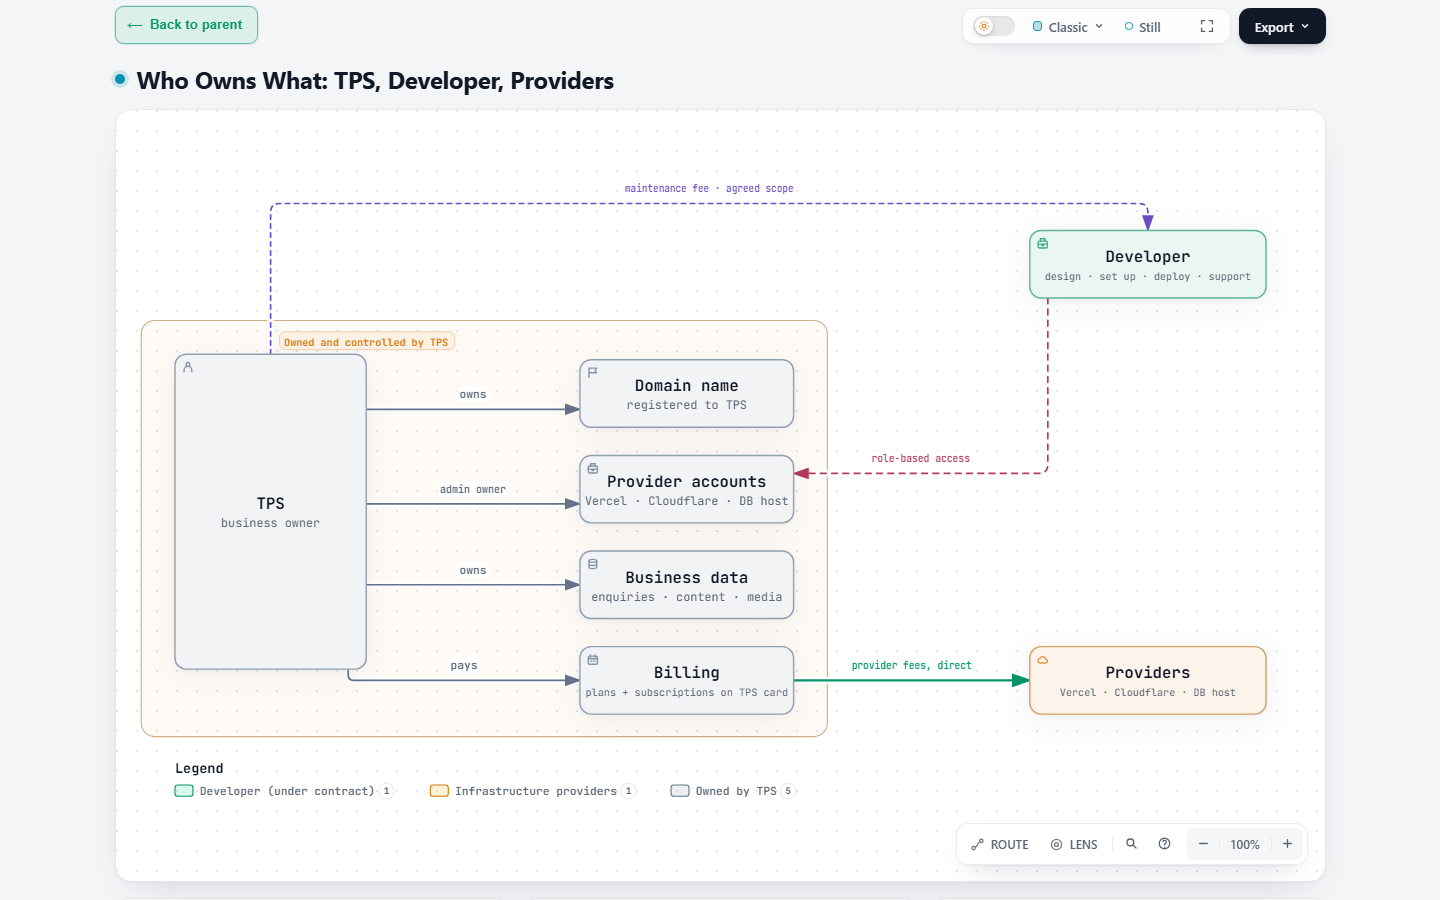 ← Back to parent
Classic
Still
Export
Who Owns What: TPS, Developer, Providers
maintenance fee · agreed scope
Developer
design · set up · deploy · support
Owned and controlled by TPS
TPS
business owner
owns
Domain name
registered to TPS
admin owner
Provider accounts
Vercel · Cloudflare · DB host
role-based access
owns
Business data
enquiries · content · media
pays
Billing
plans + subscriptions on TPS card
provider fees, direct
Providers
Vercel · Cloudflare · DB host
Legend
Developer (under contract) 1
Infrastructure providers 1
Owned by TPS 5
ROUTE
LENS
− 100% +